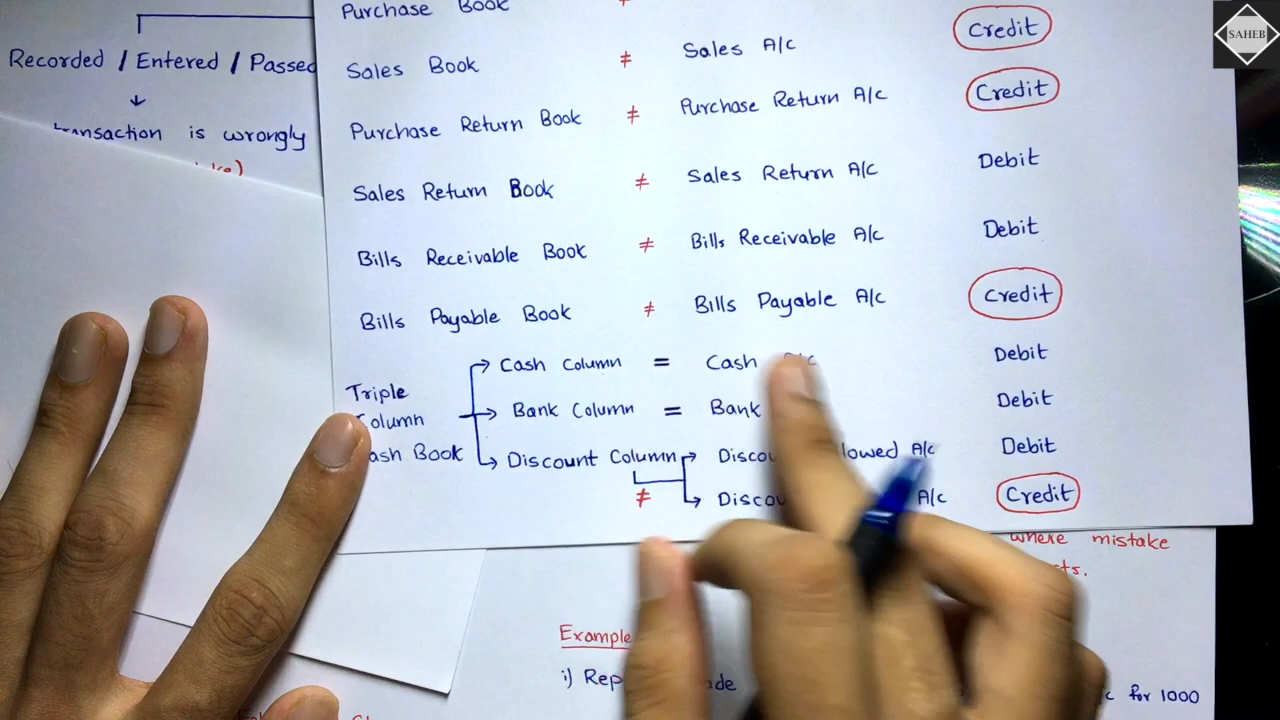 Purchase Book
Credit
SAHEB
Recorded / Entered / Passed
Sales Book ≠ Sales A/c
↓
Purchase Return Book ≠ Purchase Return A/c Credit
transaction is wrongly
Sales Return Book ≠ Sales Return A/c Debit
Bills Receivable Book ≠ Bills Receivable A/c Debit
Bills Payable Book ≠ Bills Payable A/c Credit
Triple
Cash Column = Cash Debit
Bank Column = Bank Debit
Discount Column A/c Debit
≠ A/c Credit
where mistake
Example
i) for 1000